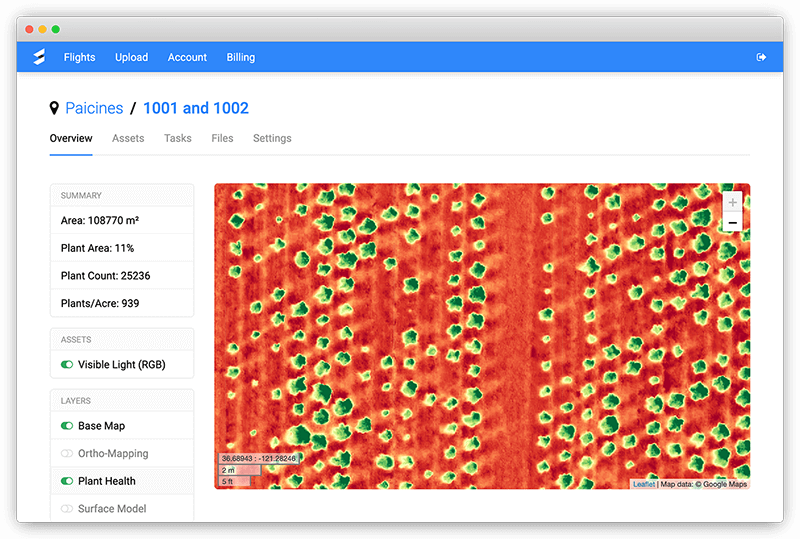 Flights Upload Account Billing
Paicines / 1001 and 1002
Overview Assets Tasks Files Settings
SUMMARY
Area: 108770 m²
Plant Area: 11%
Plant Count: 25236
Plants/Acre: 939
ASSETS
Visible Light (RGB)
LAYERS
Base Map
Ortho-Mapping
Plant Health
Surface Model
+
−
36.68943 : -121.28246
2 m
5 ft
Leaflet | Map data: © Google Maps